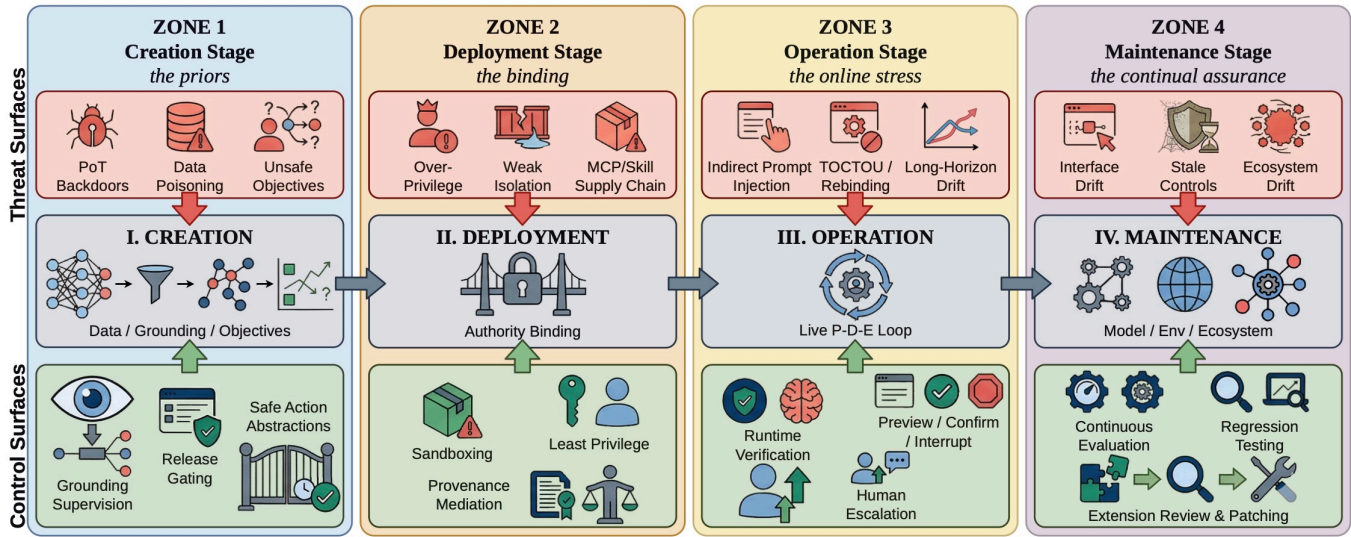 Threat Surfaces
Control Surfaces
ZONE 1
Creation Stage
the priors
PoT
Backdoors
Data
Poisoning
? ? ?
Unsafe
Objectives
I. CREATION
?
Data / Grounding / Objectives
Grounding
Supervision
Release
Gating
Safe Action
Abstractions
ZONE 2
Deployment Stage
the binding
Over-
Privilege
Weak
Isolation
MCP/Skill
Supply Chain
II. DEPLOYMENT
Authority Binding
Sandboxing
Least Privilege
Provenance
Mediation
ZONE 3
Operation Stage
the online stress
Indirect Prompt
Injection
TOCTOU /
Rebinding
Long-Horizon
Drift
III. OPERATION
Live P-D-E Loop
Runtime
Verification
Preview / Confirm
/ Interrupt
Human
Escalation
ZONE 4
Maintenance Stage
the continual assurance
Interface
Drift
Stale
Controls
Ecosystem
Drift
IV. MAINTENANCE
Model / Env / Ecosystem
Continuous
Evaluation
Regression
Testing
Extension Review & Patching